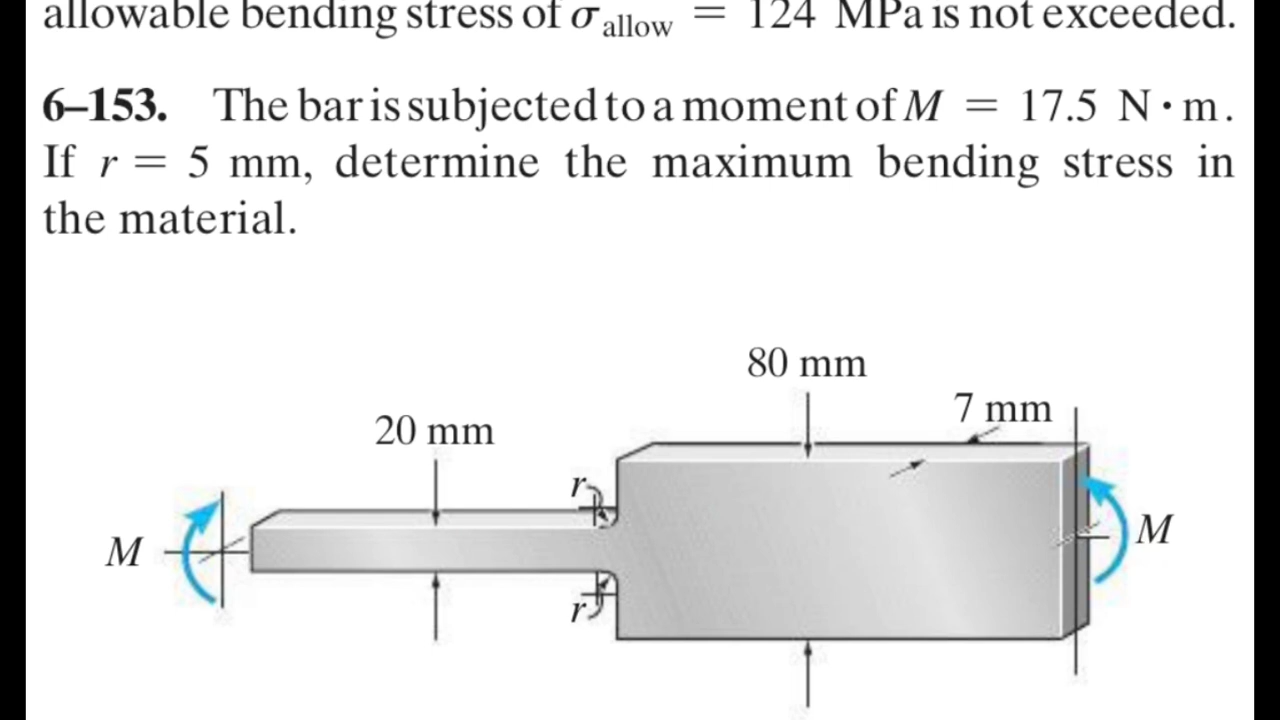 allowable bending stress of σallow = 124 MPa is not exceeded.
6–153. The bar is subjected to a moment of M = 17.5 N·m.
If r = 5 mm, determine the maximum bending stress in
the material.
80 mm
7 mm
20 mm
r
M
M
r